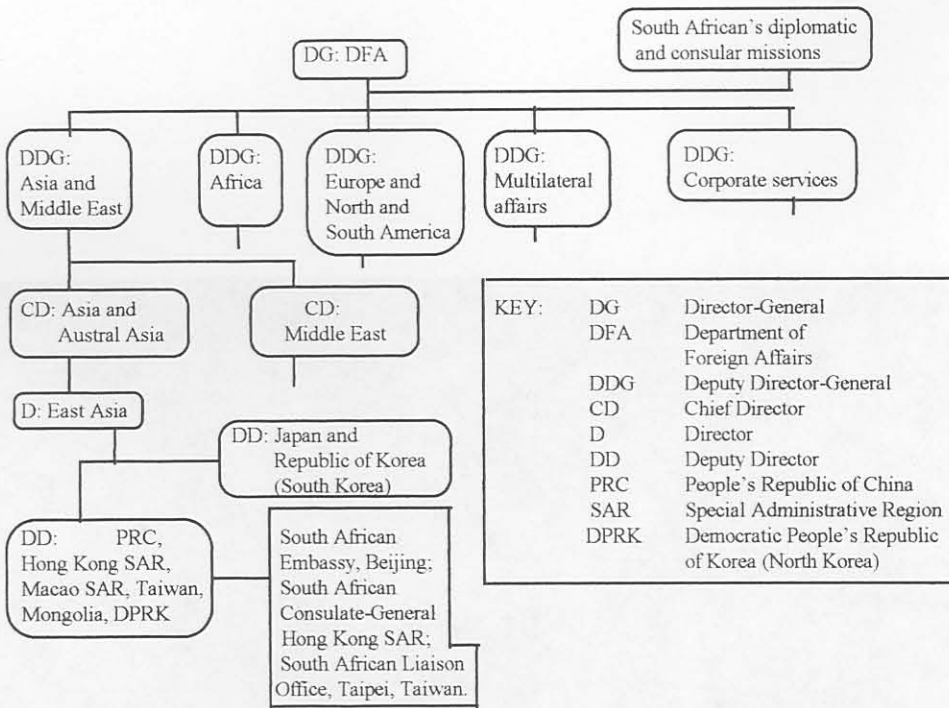 DG: DFA
South African's diplomatic
and consular missions
DDG:
Asia and
Middle East
DDG:
Africa
DDG:
Europe and
North and
South America
DDG:
Multilateral
affairs
DDG:
Corporate services
CD: Asia and
Austral Asia
CD:
Middle East
D: East Asia
DD: Japan and
Republic of Korea
(South Korea)
DD: PRC,
Hong Kong SAR,
Macao SAR, Taiwan,
Mongolia, DPRK
South African
Embassy, Beijing;
South African
Consulate-General
Hong Kong SAR;
South African Liaison
Office, Taipei, Taiwan.
KEY: DG Director-General
DFA Department of
Foreign Affairs
DDG Deputy Director-General
CD Chief Director
D Director
DD Deputy Director
PRC People's Republic of China
SAR Special Administrative Region
DPRK Democratic People's Republic
of Korea (North Korea)